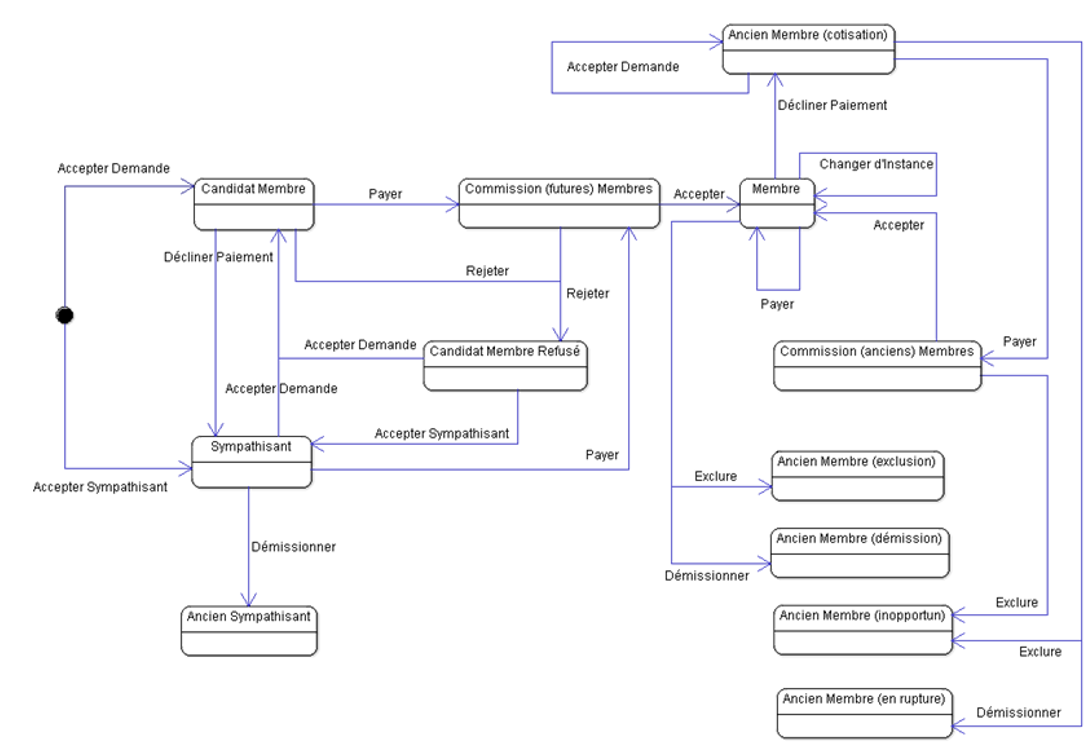 Ancien Membre (cotisation)
Accepter Demande
Décliner Paiement
Accepter Demande
Candidat Membre
Payer
Commission (futures) Membres
Accepter
Membre
Changer d'Instance
Accepter
Décliner Paiement
Rejeter
Rejeter
Payer
Accepter Demande
Candidat Membre Refusé
Commission (anciens) Membres
Payer
Accepter Demande
Accepter Sympathisant
Sympathisant
Payer
Accepter Sympathisant
Exclure
Ancien Membre (exclusion)
Démissionner
Ancien Membre (démission)
Démissionner
Ancien Sympathisant
Ancien Membre (inopportun)
Exclure
Exclure
Ancien Membre (en rupture)
Démissionner